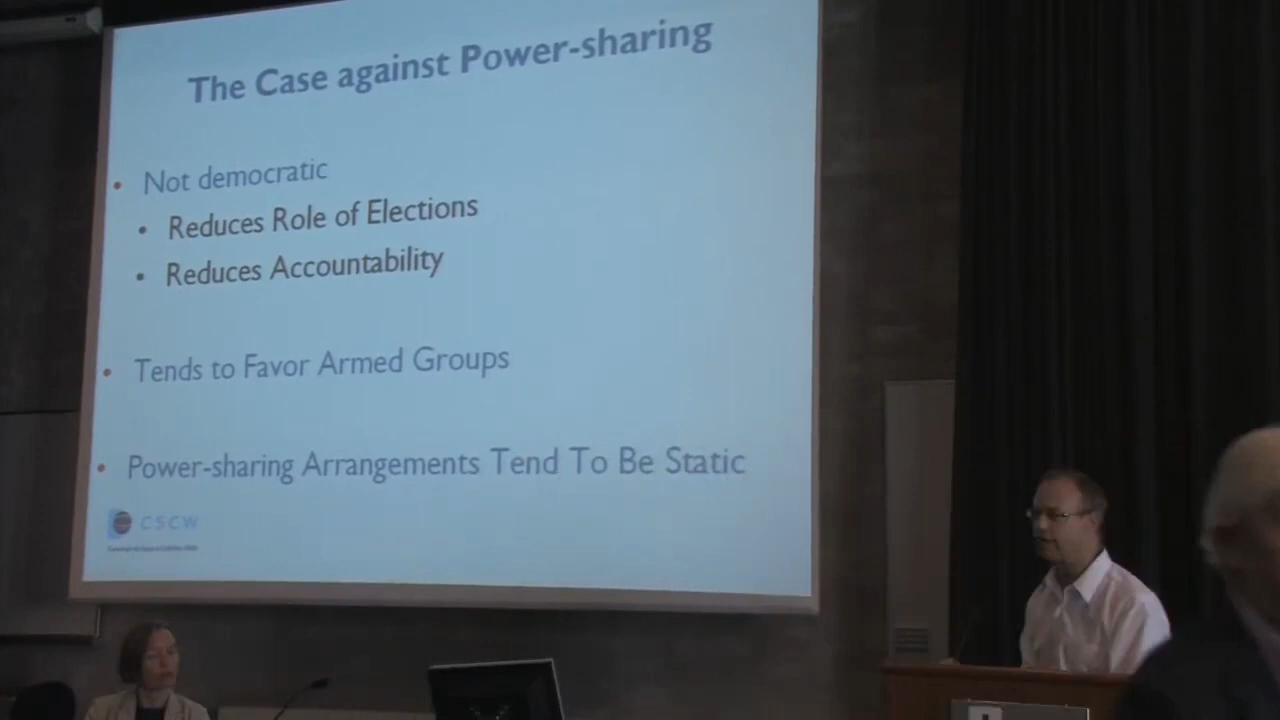 The Case against Power-sharing
• Not democratic
• Reduces Role of Elections
• Reduces Accountability
• Tends to Favor Armed Groups
• Power-sharing Arrangements Tend To Be Static
CSCW